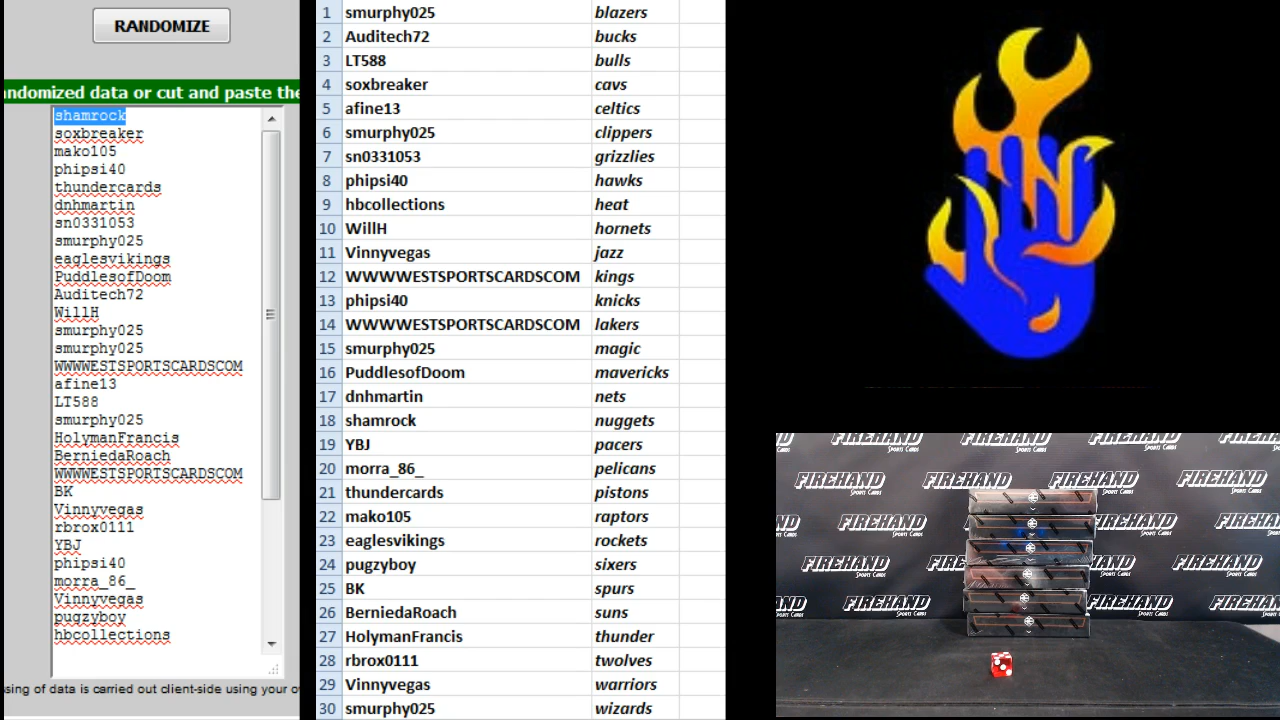 RANDOMIZE
ndomized data or cut and paste the
shamrock
soxbreaker
mako105
phipsi40
thundercards
dnhmartin
sn0331053
smurphy025
eaglesvikings
PuddlesofDoom
Auditech72
WillH
smurphy025
smurphy025
WWWWESTSPORTSCARDSCOM
afine13
LT588
smurphy025
HolymanFrancis
BerniedaRoach
WWWWESTSPORTSCARDSCOM
BK
Vinnyvegas
rbrox0111
YBJ
phipsi40
morra_86_
Vinnyvegas
pugzyboy
hbcollections
sing of data is carried out client-side using your o
1 smurphy025 blazers
2 Auditech72 bucks
3 LT588 bulls
4 soxbreaker cavs
5 afine13 celtics
6 smurphy025 clippers
7 sn0331053 grizzlies
8 phipsi40 hawks
9 hbcollections heat
10 WillH hornets
11 Vinnyvegas jazz
12 WWWWESTSPORTSCARDSCOM kings
13 phipsi40 knicks
14 WWWWESTSPORTSCARDSCOM lakers
15 smurphy025 magic
16 PuddlesofDoom mavericks
17 dnhmartin nets
18 shamrock nuggets
19 YBJ pacers
20 morra_86_ pelicans
21 thundercards pistons
22 mako105 raptors
23 eaglesvikings rockets
24 pugzyboy sixers
25 BK spurs
26 BerniedaRoach suns
27 HolymanFrancis thunder
28 rbrox0111 twolves
29 Vinnyvegas warriors
30 smurphy025 wizards
FIREHAND
Sports Cards